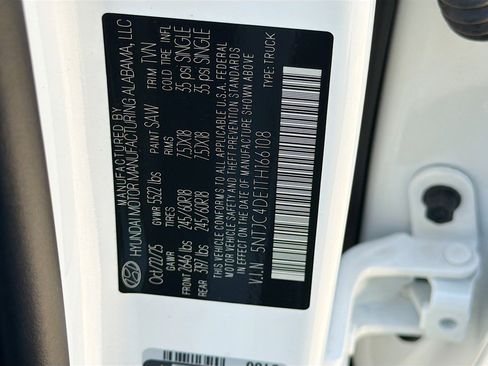 MANUFACTURED BY
HYUNDAI MOTOR MANUFACTURING ALABAMA, LLC
Oct/02/25 GVWR 5522 lbs PAINT SAW TRIM TVN
GAWR TIRES RIMS COLD TIRE INFL
FRONT 2646 lbs 245/60R18 7.5JX18 35 psi SINGLE
REAR 3197 lbs 245/60R18 7.5JX18 35 psi SINGLE
THIS VEHICLE CONFORMS TO ALL APPLICABLE U.S.A. FEDERAL
MOTOR VEHICLE SAFETY, BUMPER, AND THEFT PREVENTION STANDARDS
IN EFFECT ON THE DATE OF MANUFACTURE SHOWN ABOVE
V.I.N 5NTJC4DE1TH166108 TYPE: TRUCK